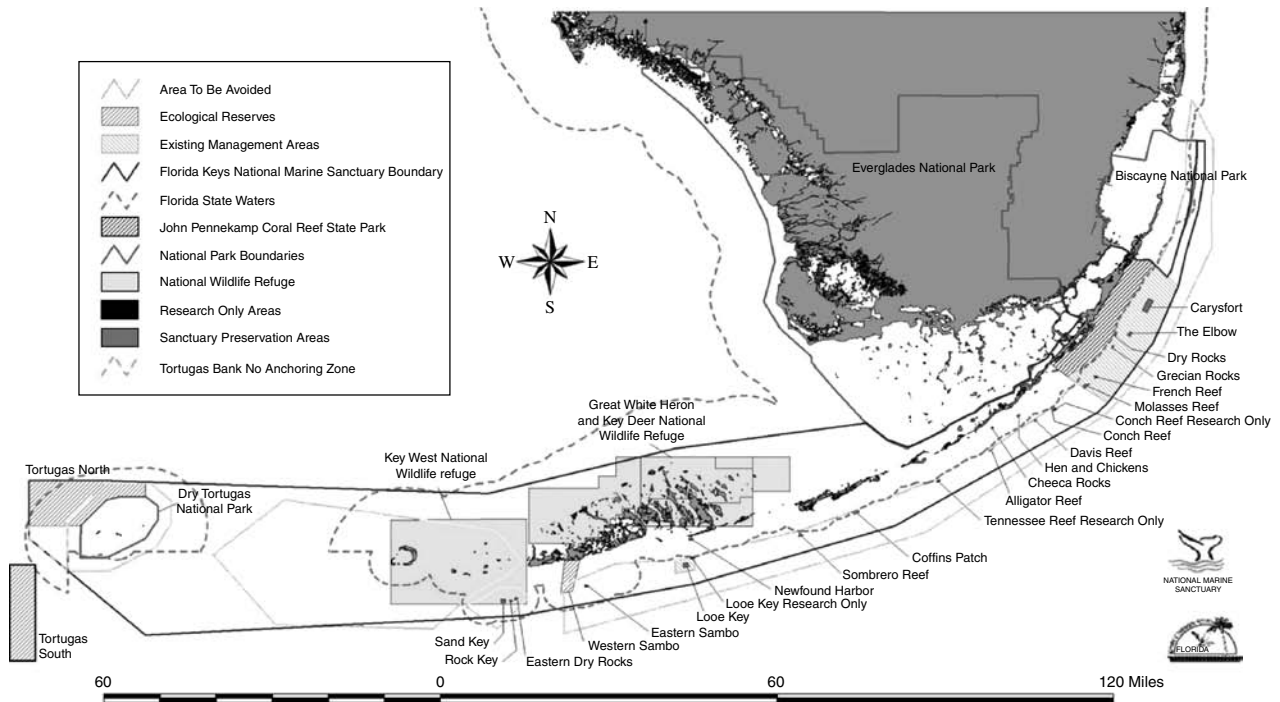 Area To Be Avoided
Ecological Reserves
Existing Management Areas
Florida Keys National Marine Sanctuary Boundary
Florida State Waters
John Pennekamp Coral Reef State Park
National Park Boundaries
National Wildlife Refuge
Research Only Areas
Sanctuary Preservation Areas
Tortugas Bank No Anchoring Zone
N
W
E
S
Everglades National Park
Biscayne National Park
Carysfort
The Elbow
Dry Rocks
Grecian Rocks
French Reef
Molasses Reef
Conch Reef Research Only
Conch Reef
Davis Reef
Hen and Chickens
Cheeca Rocks
Alligator Reef
Tennessee Reef Research Only
Coffins Patch
Sombrero Reef
Newfound Harbor
Looe Key Research Only
Looe Key
Eastern Sambo
Western Sambo
Eastern Dry Rocks
Rock Key
Sand Key
Great White Heron
and Key Deer National
Wildlife Refuge
Key West National
Wildlife refuge
Tortugas North
Dry Tortugas
National Park
Tortugas
South
NATIONAL MARINE
SANCTUARY
FLORIDA
60
0
60
120 Miles